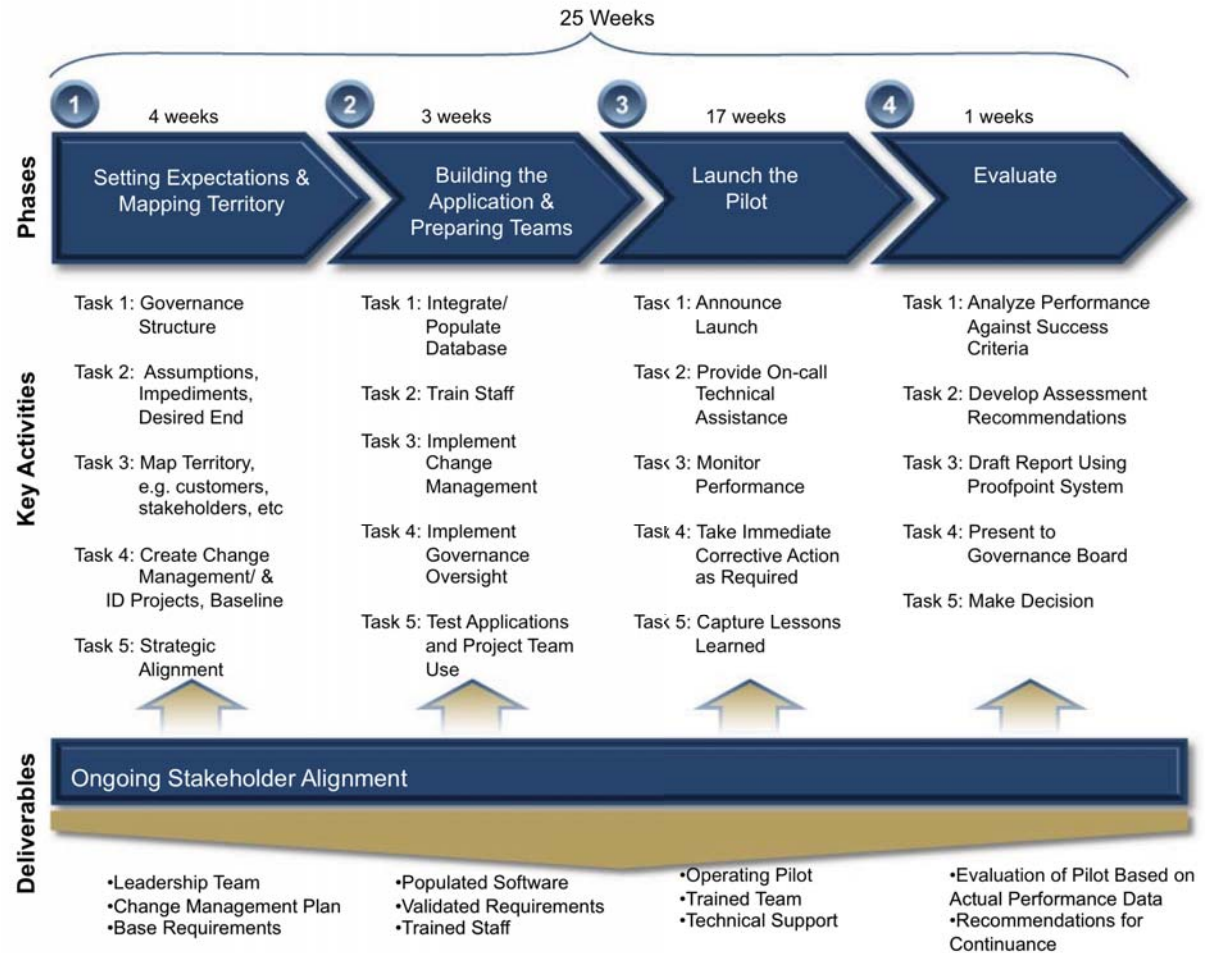 25 Weeks
1
4 weeks
2
3 weeks
3
17 weeks
4
1 weeks
Phases
Setting Expectations &
Mapping Territory
Building the
Application &
Preparing Teams
Launch the
Pilot
Evaluate
Key Activities
Task 1: Governance
Structure
Task 2: Assumptions,
Impediments,
Desired End
Task 3: Map Territory,
e.g. customers,
stakeholders, etc
Task 4: Create Change
Management/ &
ID Projects, Baseline
Task 5: Strategic
Alignment
Task 1: Integrate/
Populate
Database
Task 2: Train Staff
Task 3: Implement
Change
Management
Task 4: Implement
Governance
Oversight
Task 5: Test Applications
and Project Team
Use
Task 1: Announce
Launch
Task 2: Provide On-call
Technical
Assistance
Task 3: Monitor
Performance
Task 4: Take Immediate
Corrective Action
as Required
Task 5: Capture Lessons
Learned
Task 1: Analyze Performance
Against Success
Criteria
Task 2: Develop Assessment
Recommendations
Task 3: Draft Report Using
Proofpoint System
Task 4: Present to
Governance Board
Task 5: Make Decision
Deliverables
Ongoing Stakeholder Alignment
•Leadership Team
•Change Management Plan
•Base Requirements
•Populated Software
•Validated Requirements
•Trained Staff
•Operating Pilot
•Trained Team
•Technical Support
•Evaluation of Pilot Based on
Actual Performance Data
•Recommendations for
Continuance